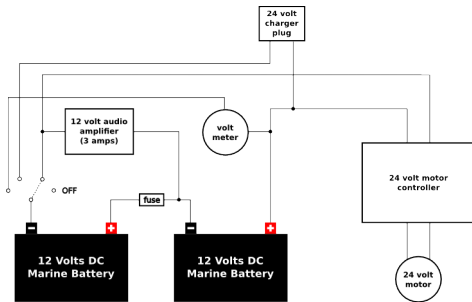 24 volt
charger
plug
12 volt audio
amplifier
(3 amps)
volt
meter
OFF
fuse
24 volt motor
controller
12 Volts DC
Marine Battery
12 Volts DC
Marine Battery
24 volt
motor